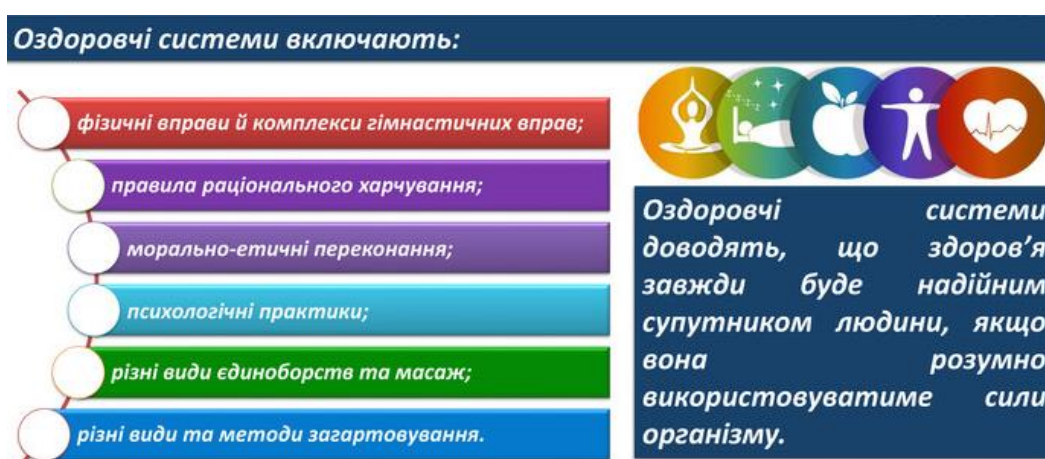 Оздоровчі системи включають:
фізичні вправи й комплекси гімнастичних вправ;
правила раціонального харчування;
морально-етичні переконання;
психологічні практики;
різні види єдиноборств та масаж;
різні види та методи загартовування.
Оздоровчі системи
доводять, що здоров’я
завжди буде надійним
супутником людини, якщо
вона розумно
використовуватиме сили
організму.